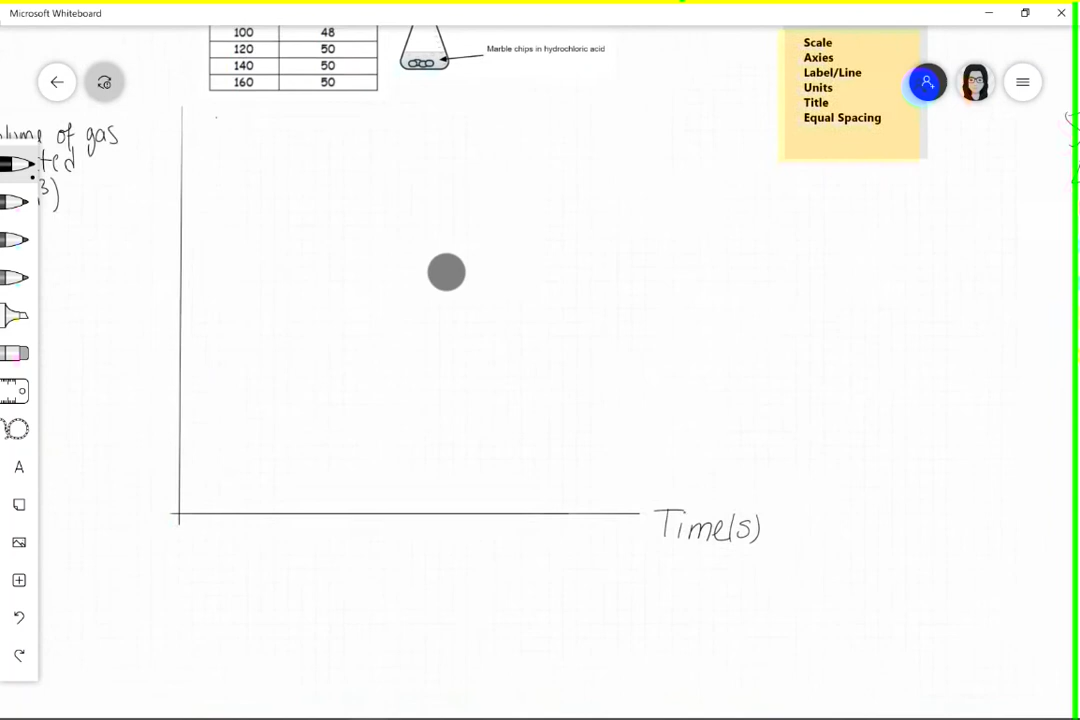 Microsoft Whiteboard
100 48
120 50
140 50
160 50
Marble chips in hydrochloric acid
Scale
Axies
Label/Line
Units
Title
Equal Spacing
of gas
Time(s)
A